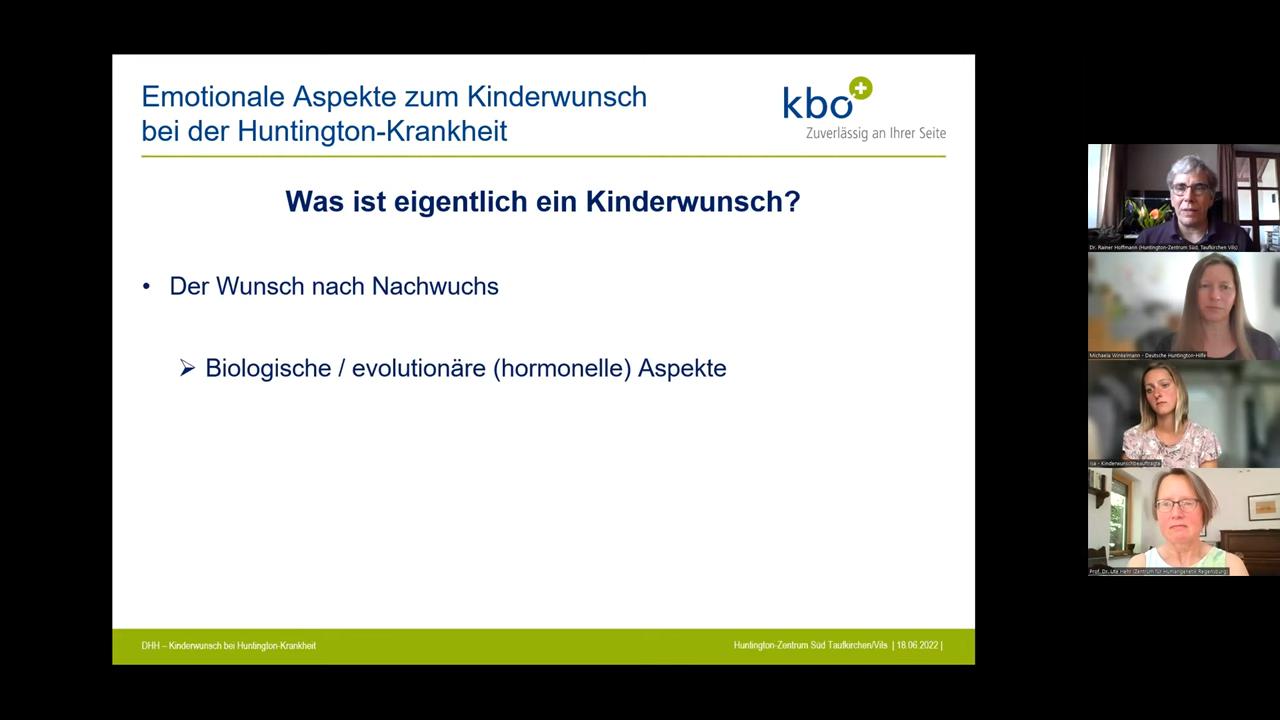 Emotionale Aspekte zum Kinderwunsch
bei der Huntington-Krankheit
kbo
Zuverlässig an Ihrer Seite
Was ist eigentlich ein Kinderwunsch?
• Der Wunsch nach Nachwuchs
➢ Biologische / evolutionäre (hormonelle) Aspekte
DHH – Kinderwunsch bei Huntington-Krankheit
Huntington-Zentrum Süd Taufkirchen/Vils | 18.06.2022 |
Dr. Rainer Hoffmann (Huntington-Zentrum Süd, Taufkirchen Vils)
Michaela Winkelmann - Deutsche Huntington-Hilfe
- Kinderwunschbeauftragte
Prof. Dr. Ute Hehr (Zentrum für Humangenetik Regensburg)